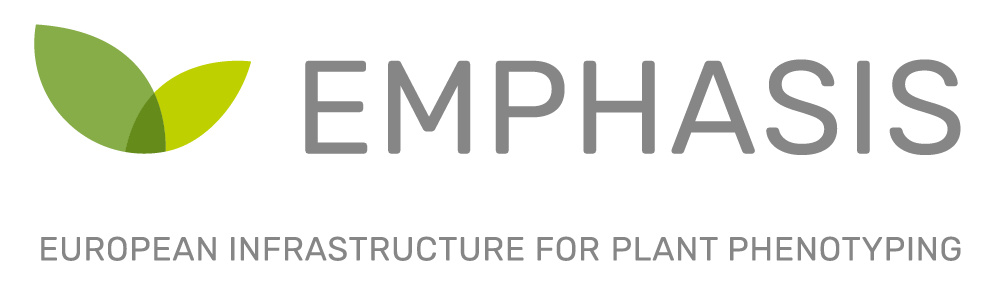 EMPHASIS
EUROPEAN INFRASTRUCTURE FOR PLANT PHENOTYPING